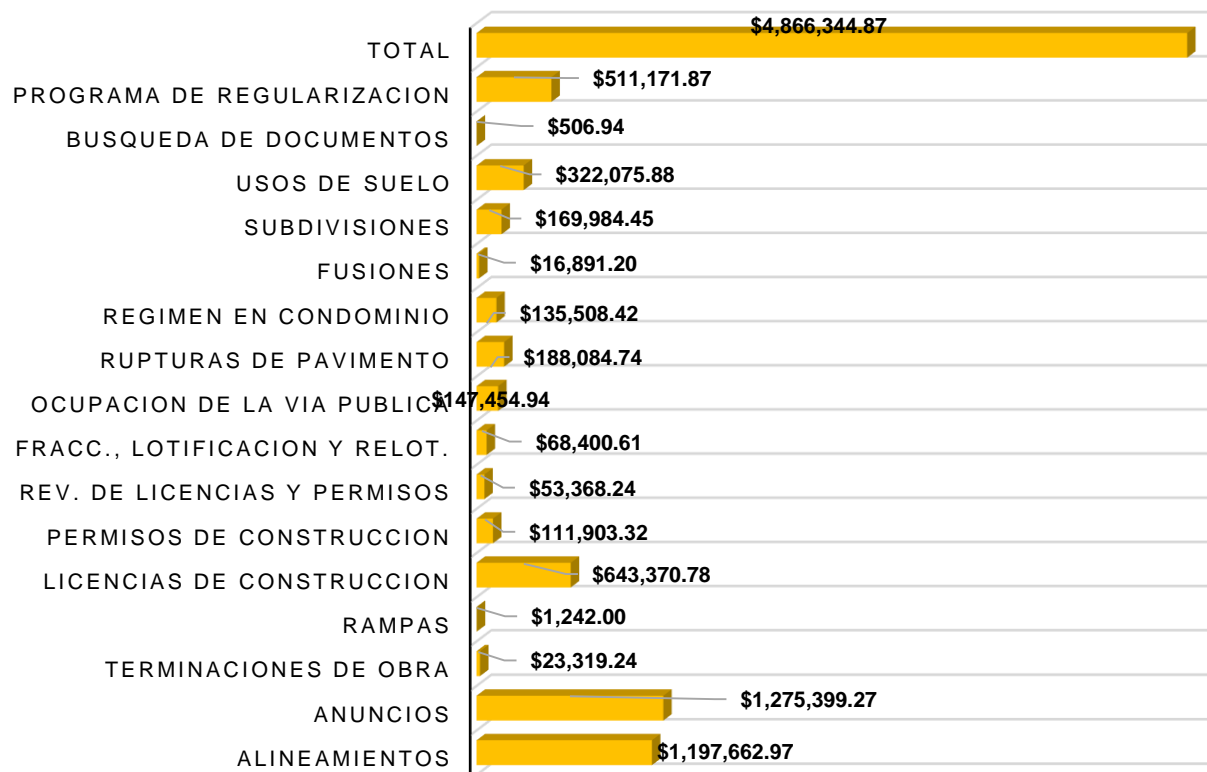 TOTAL $4,866,344.87
PROGRAMA DE REGULARIZACION $511,171.87
BUSQUEDA DE DOCUMENTOS $506.94
USOS DE SUELO $322,075.88
SUBDIVISIONES $169,984.45
FUSIONES $16,891.20
REGIMEN EN CONDOMINIO $135,508.42
RUPTURAS DE PAVIMENTO $188,084.74
OCUPACION DE LA VIA PUBLICA $147,454.94
FRACC., LOTIFICACION Y RELOT. $68,400.61
REV. DE LICENCIAS Y PERMISOS $53,368.24
PERMISOS DE CONSTRUCCION $111,903.32
LICENCIAS DE CONSTRUCCION $643,370.78
RAMPAS $1,242.00
TERMINACIONES DE OBRA $23,319.24
ANUNCIOS $1,275,399.27
ALINEAMIENTOS $1,197,662.97